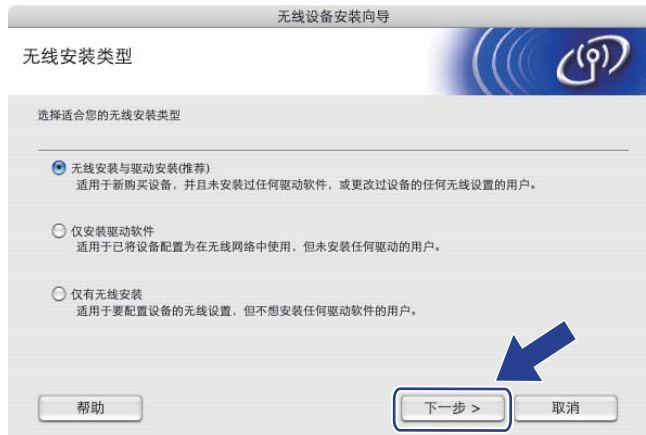 无线设备安装向导
无线安装类型
选择适合您的无线安装类型
无线安装与驱动安装(推荐)
适用于新购买设备，并且未安装过任何驱动软件，或更改过设备的任何无线设置的用户。
仅安装驱动软件
适用于已将设备配置为在无线网络中使用，但未安装任何驱动的用户。
仅有无线安装
适用于要配置设备的无线设置，但不想安装任何驱动软件的用户。
帮助
下一步 >
取消